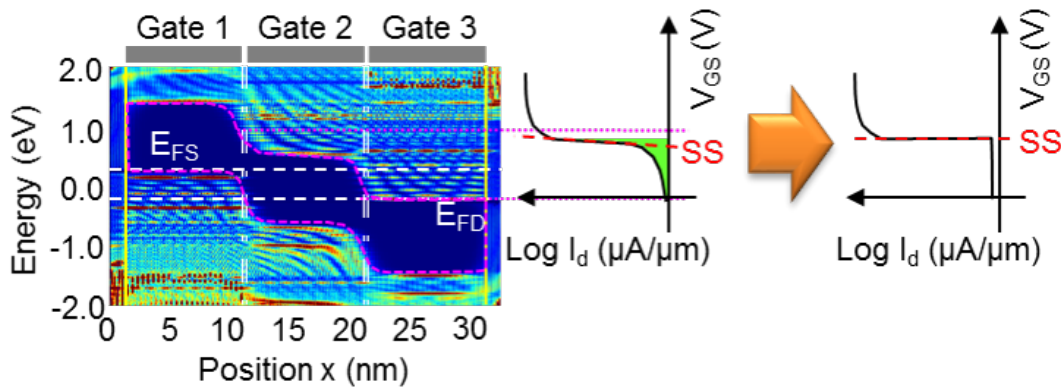 Gate 1 Gate 2 Gate 3
2.0
1.0
0.0
-1.0
-2.0
Energy (eV)
E_FS
E_FD
0 5 10 15 20 25 30
Position x (nm)
V_GS (V)
SS
Log I_d (µA/µm)
V_GS (V)
SS
Log I_d (µA/µm)